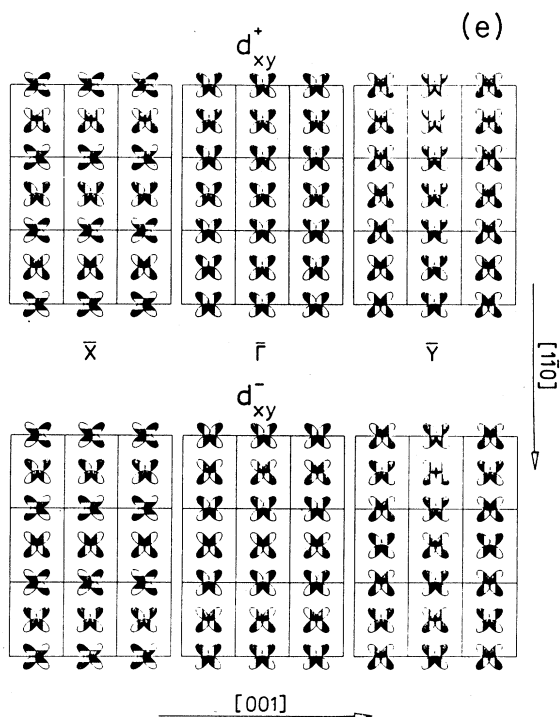 (e)
d⁺xy
X̄ Γ̄ Ȳ
[11̄0]
d⁻xy
[001]